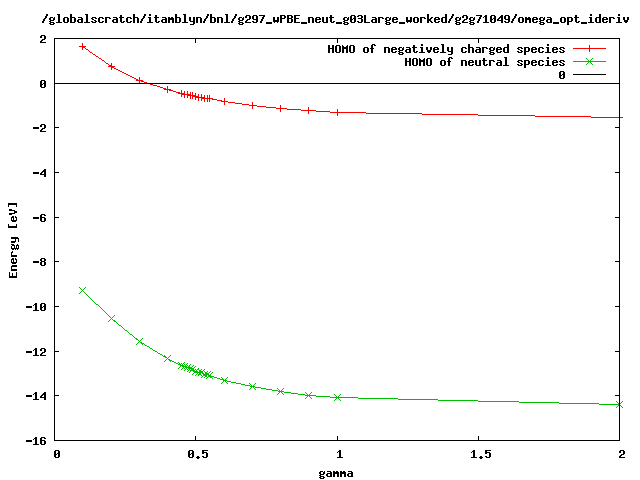 /globalscratch/itamblyn/bnl/g297_wPBE_neut_g03Large_worked/g2g71049/omega_opt_ideriv
HOMO of negatively charged species
HOMO of neutral species
0
2
0
-2
-4
-6
-8
-10
-12
-14
-16
Energy [eV]
0 0.5 1 1.5 2
gamma